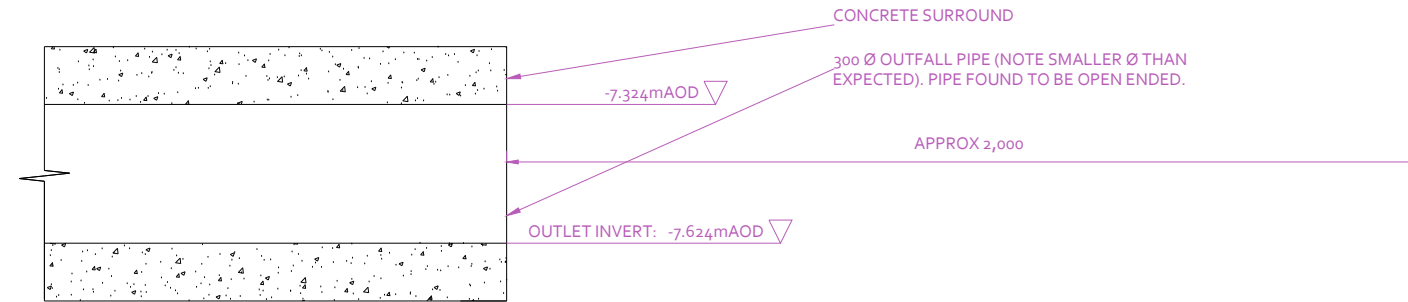 CONCRETE SURROUND
300 Ø OUTFALL PIPE (NOTE SMALLER Ø THAN
EXPECTED). PIPE FOUND TO BE OPEN ENDED.
-7.324mAOD
APPROX 2,000
OUTLET INVERT: -7.624mAOD